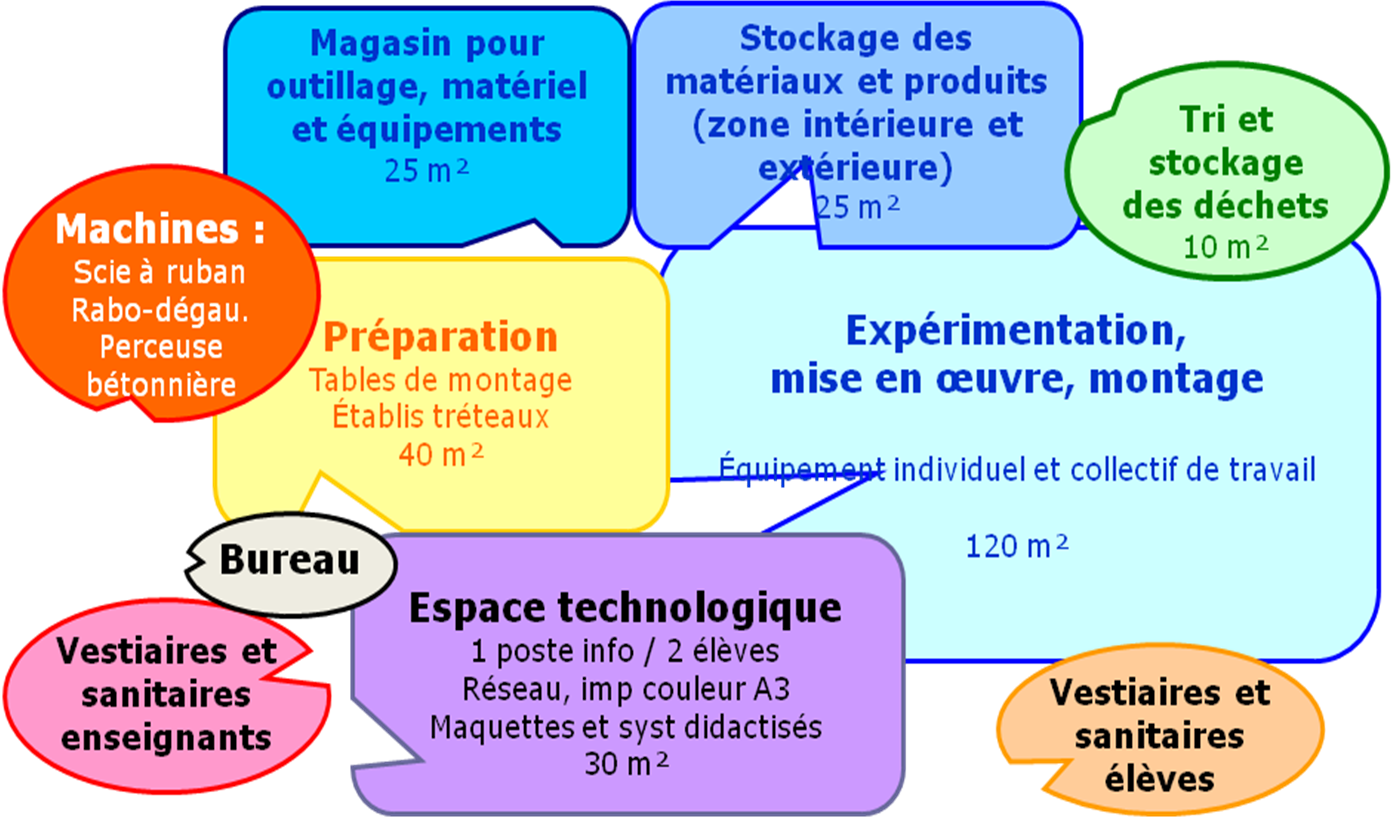 Magasin pour
outillage, matériel
et équipements
25 m²
Stockage des
matériaux et produits
(zone intérieure et
extérieure)
25 m²
Tri et
stockage
des déchets
10 m²
Machines :
Scie à ruban
Rabo-dégau.
Perceuse
bétonnière
Préparation
Tables de montage
Établis tréteaux
40 m²
Expérimentation,
mise en œuvre, montage
Équipement individuel et collectif de travail
120 m²
Bureau
Espace technologique
1 poste info / 2 élèves
Réseau, imp couleur A3
Maquettes et syst didactisés
30 m²
Vestiaires et
sanitaires
enseignants
Vestiaires et
sanitaires
élèves